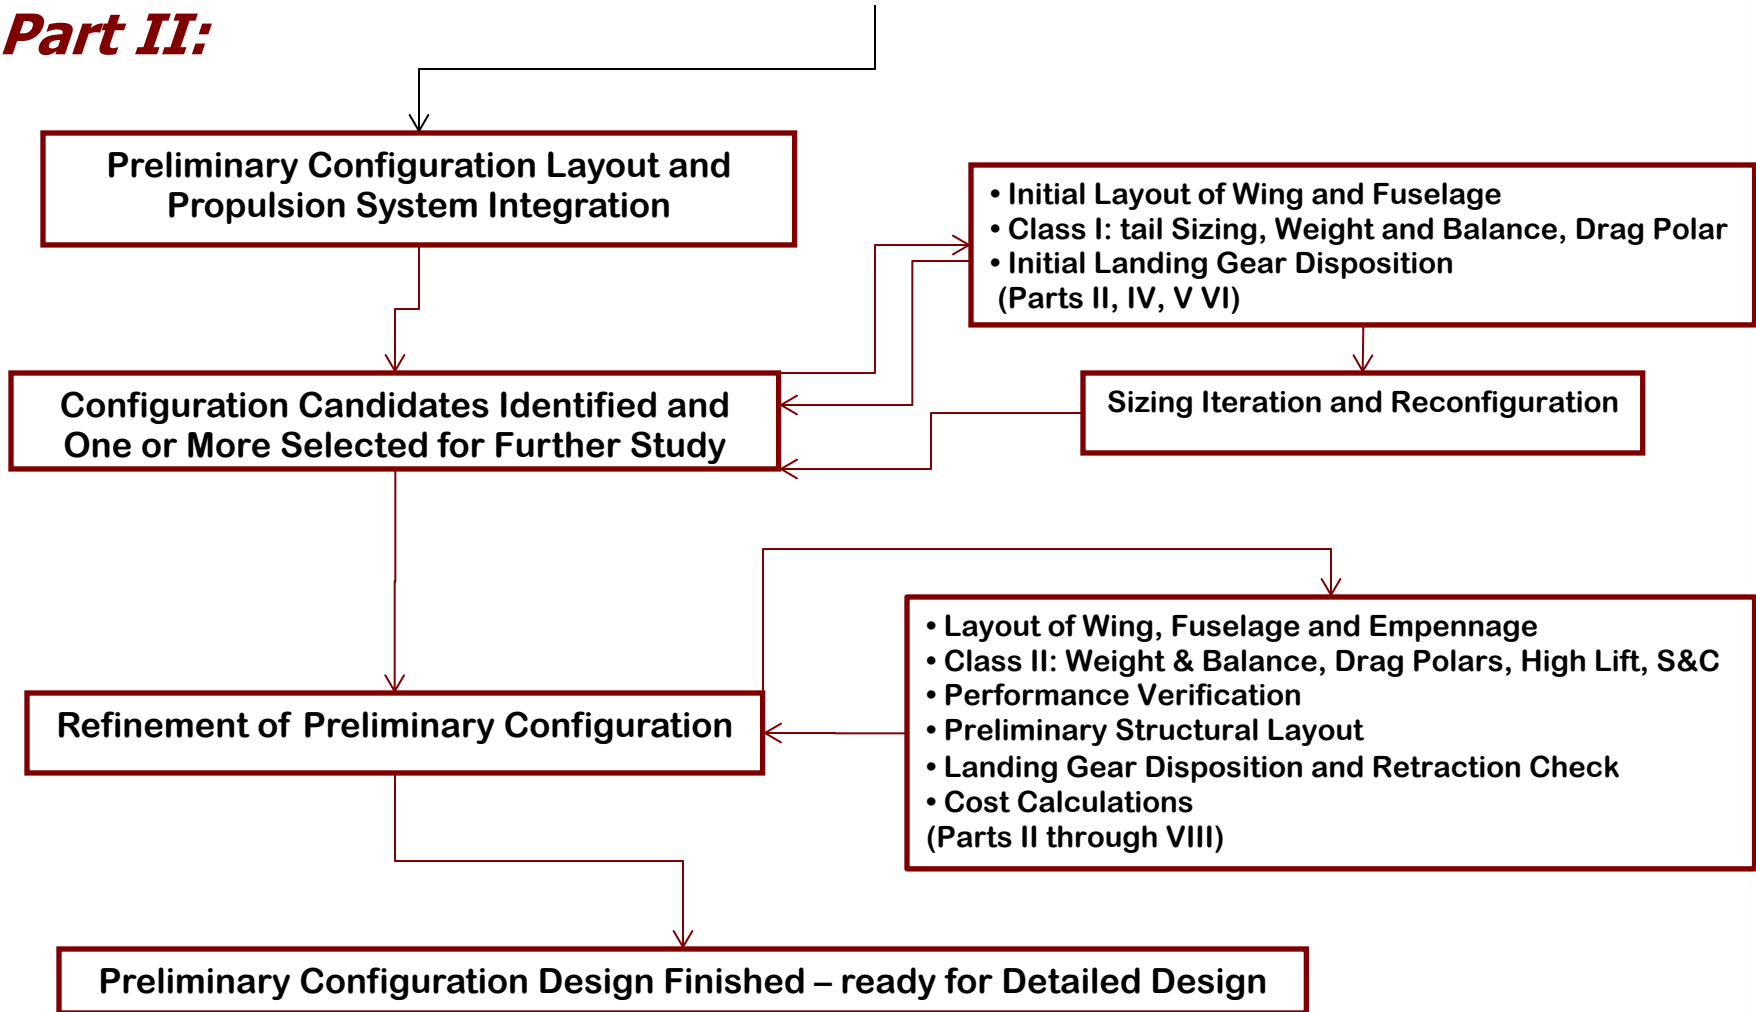 Part II:
Preliminary Configuration Layout and
Propulsion System Integration
• Initial Layout of Wing and Fuselage
• Class I: tail Sizing, Weight and Balance, Drag Polar
• Initial Landing Gear Disposition
(Parts II, IV, V VI)
Configuration Candidates Identified and
One or More Selected for Further Study
Sizing Iteration and Reconfiguration
• Layout of Wing, Fuselage and Empennage
• Class II: Weight & Balance, Drag Polars, High Lift, S&C
• Performance Verification
• Preliminary Structural Layout
• Landing Gear Disposition and Retraction Check
• Cost Calculations
(Parts II through VIII)
Refinement of Preliminary Configuration
Preliminary Configuration Design Finished – ready for Detailed Design